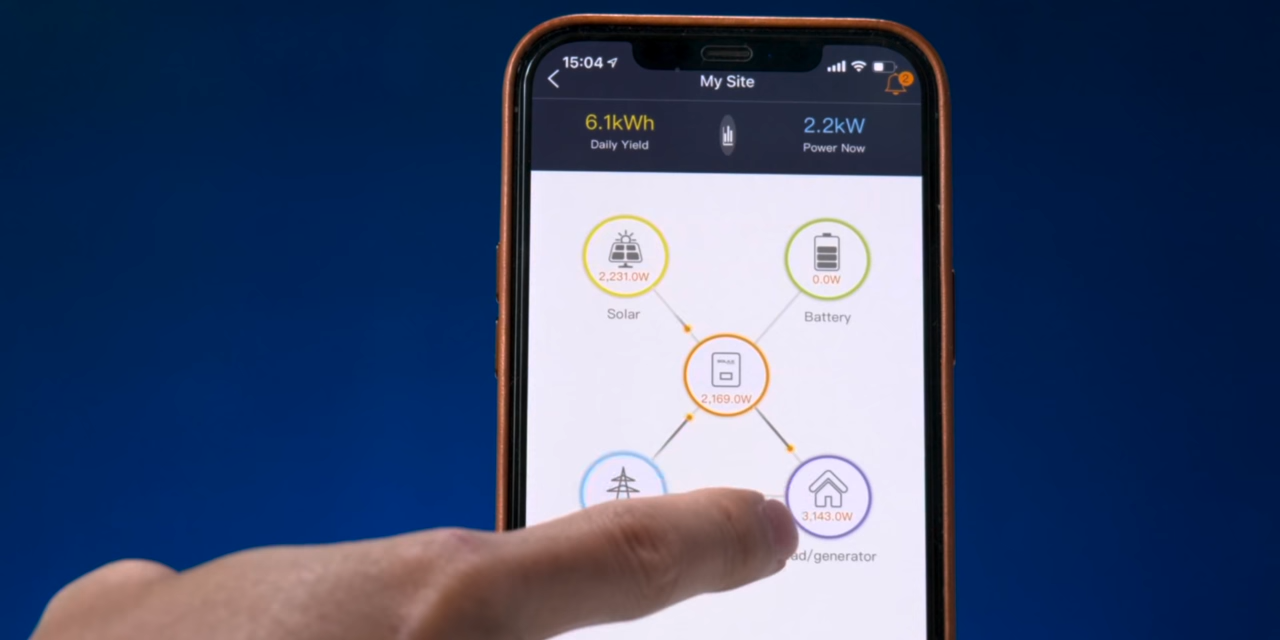 15:04
My Site
2
6.1kWh
2.2kW
Daily Yield
Power Now
2,231.0W
0.0W
Solar
Battery
2,169.0W
3,143.0W
ad/generator